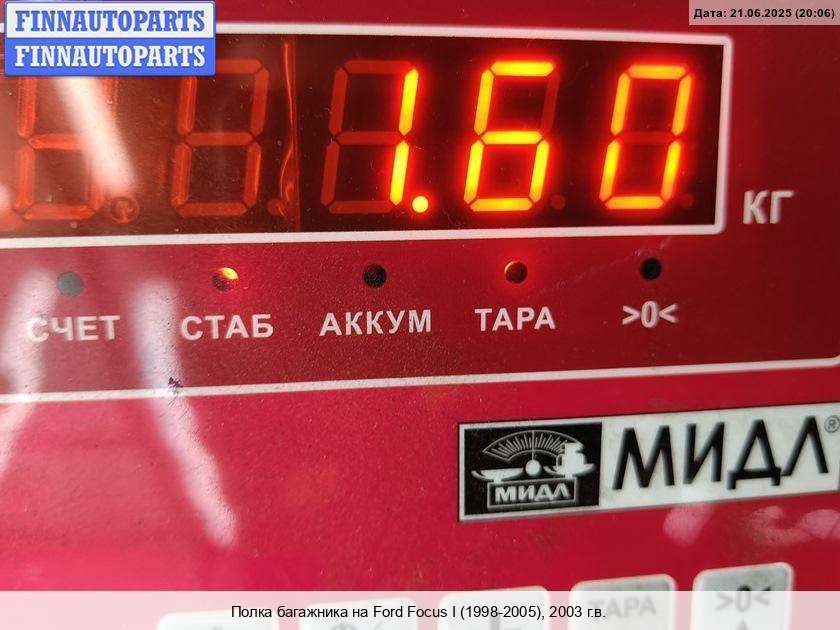 FINNAUTOPARTS
FINNAUTOPARTS
Дата: 21.06.2025 (20:06)
1.60
КГ
СЧЕТ СТАБ АККУМ ТАРА >0<
МИДЛ
МИДЛ®
ТАРА >0<
Полка багажника на Ford Focus I (1998-2005), 2003 г.в.